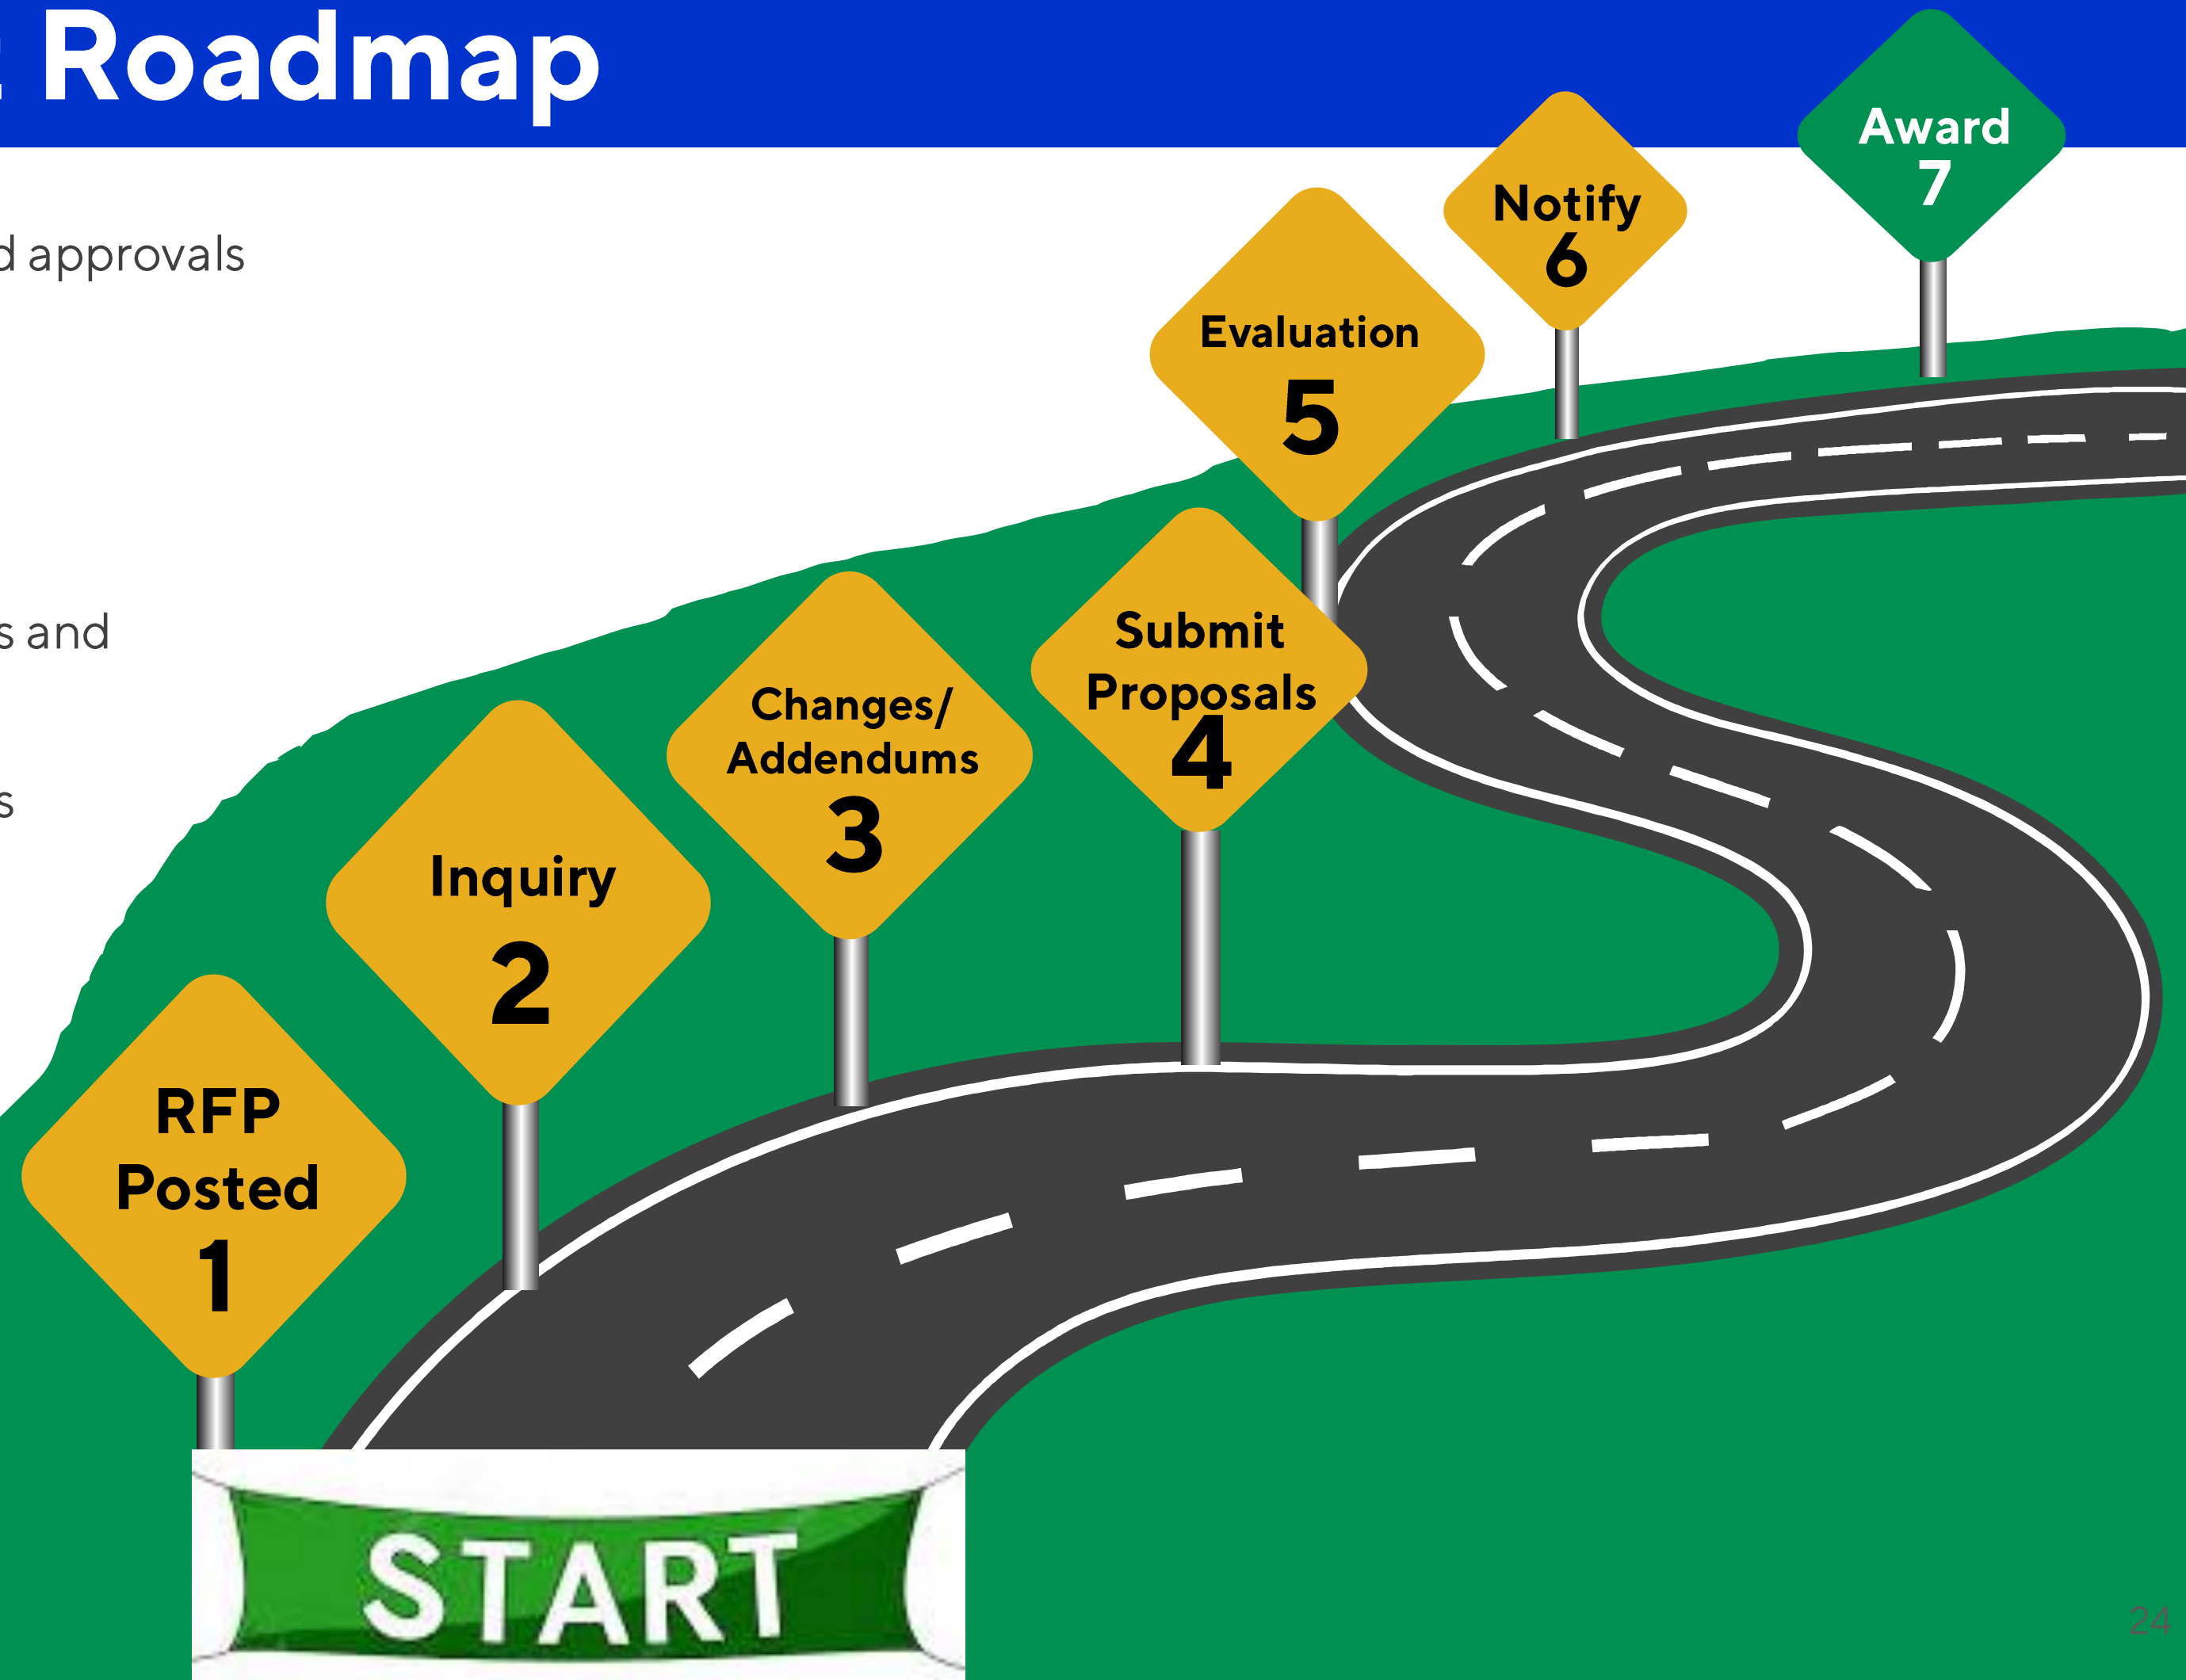 Roadmap
d approvals
s and
s
Award
7
Notify
6
Evaluation
5
Submit
Proposals
4
Changes/
Addendums
3
Inquiry
2
RFP
Posted
1
START
24